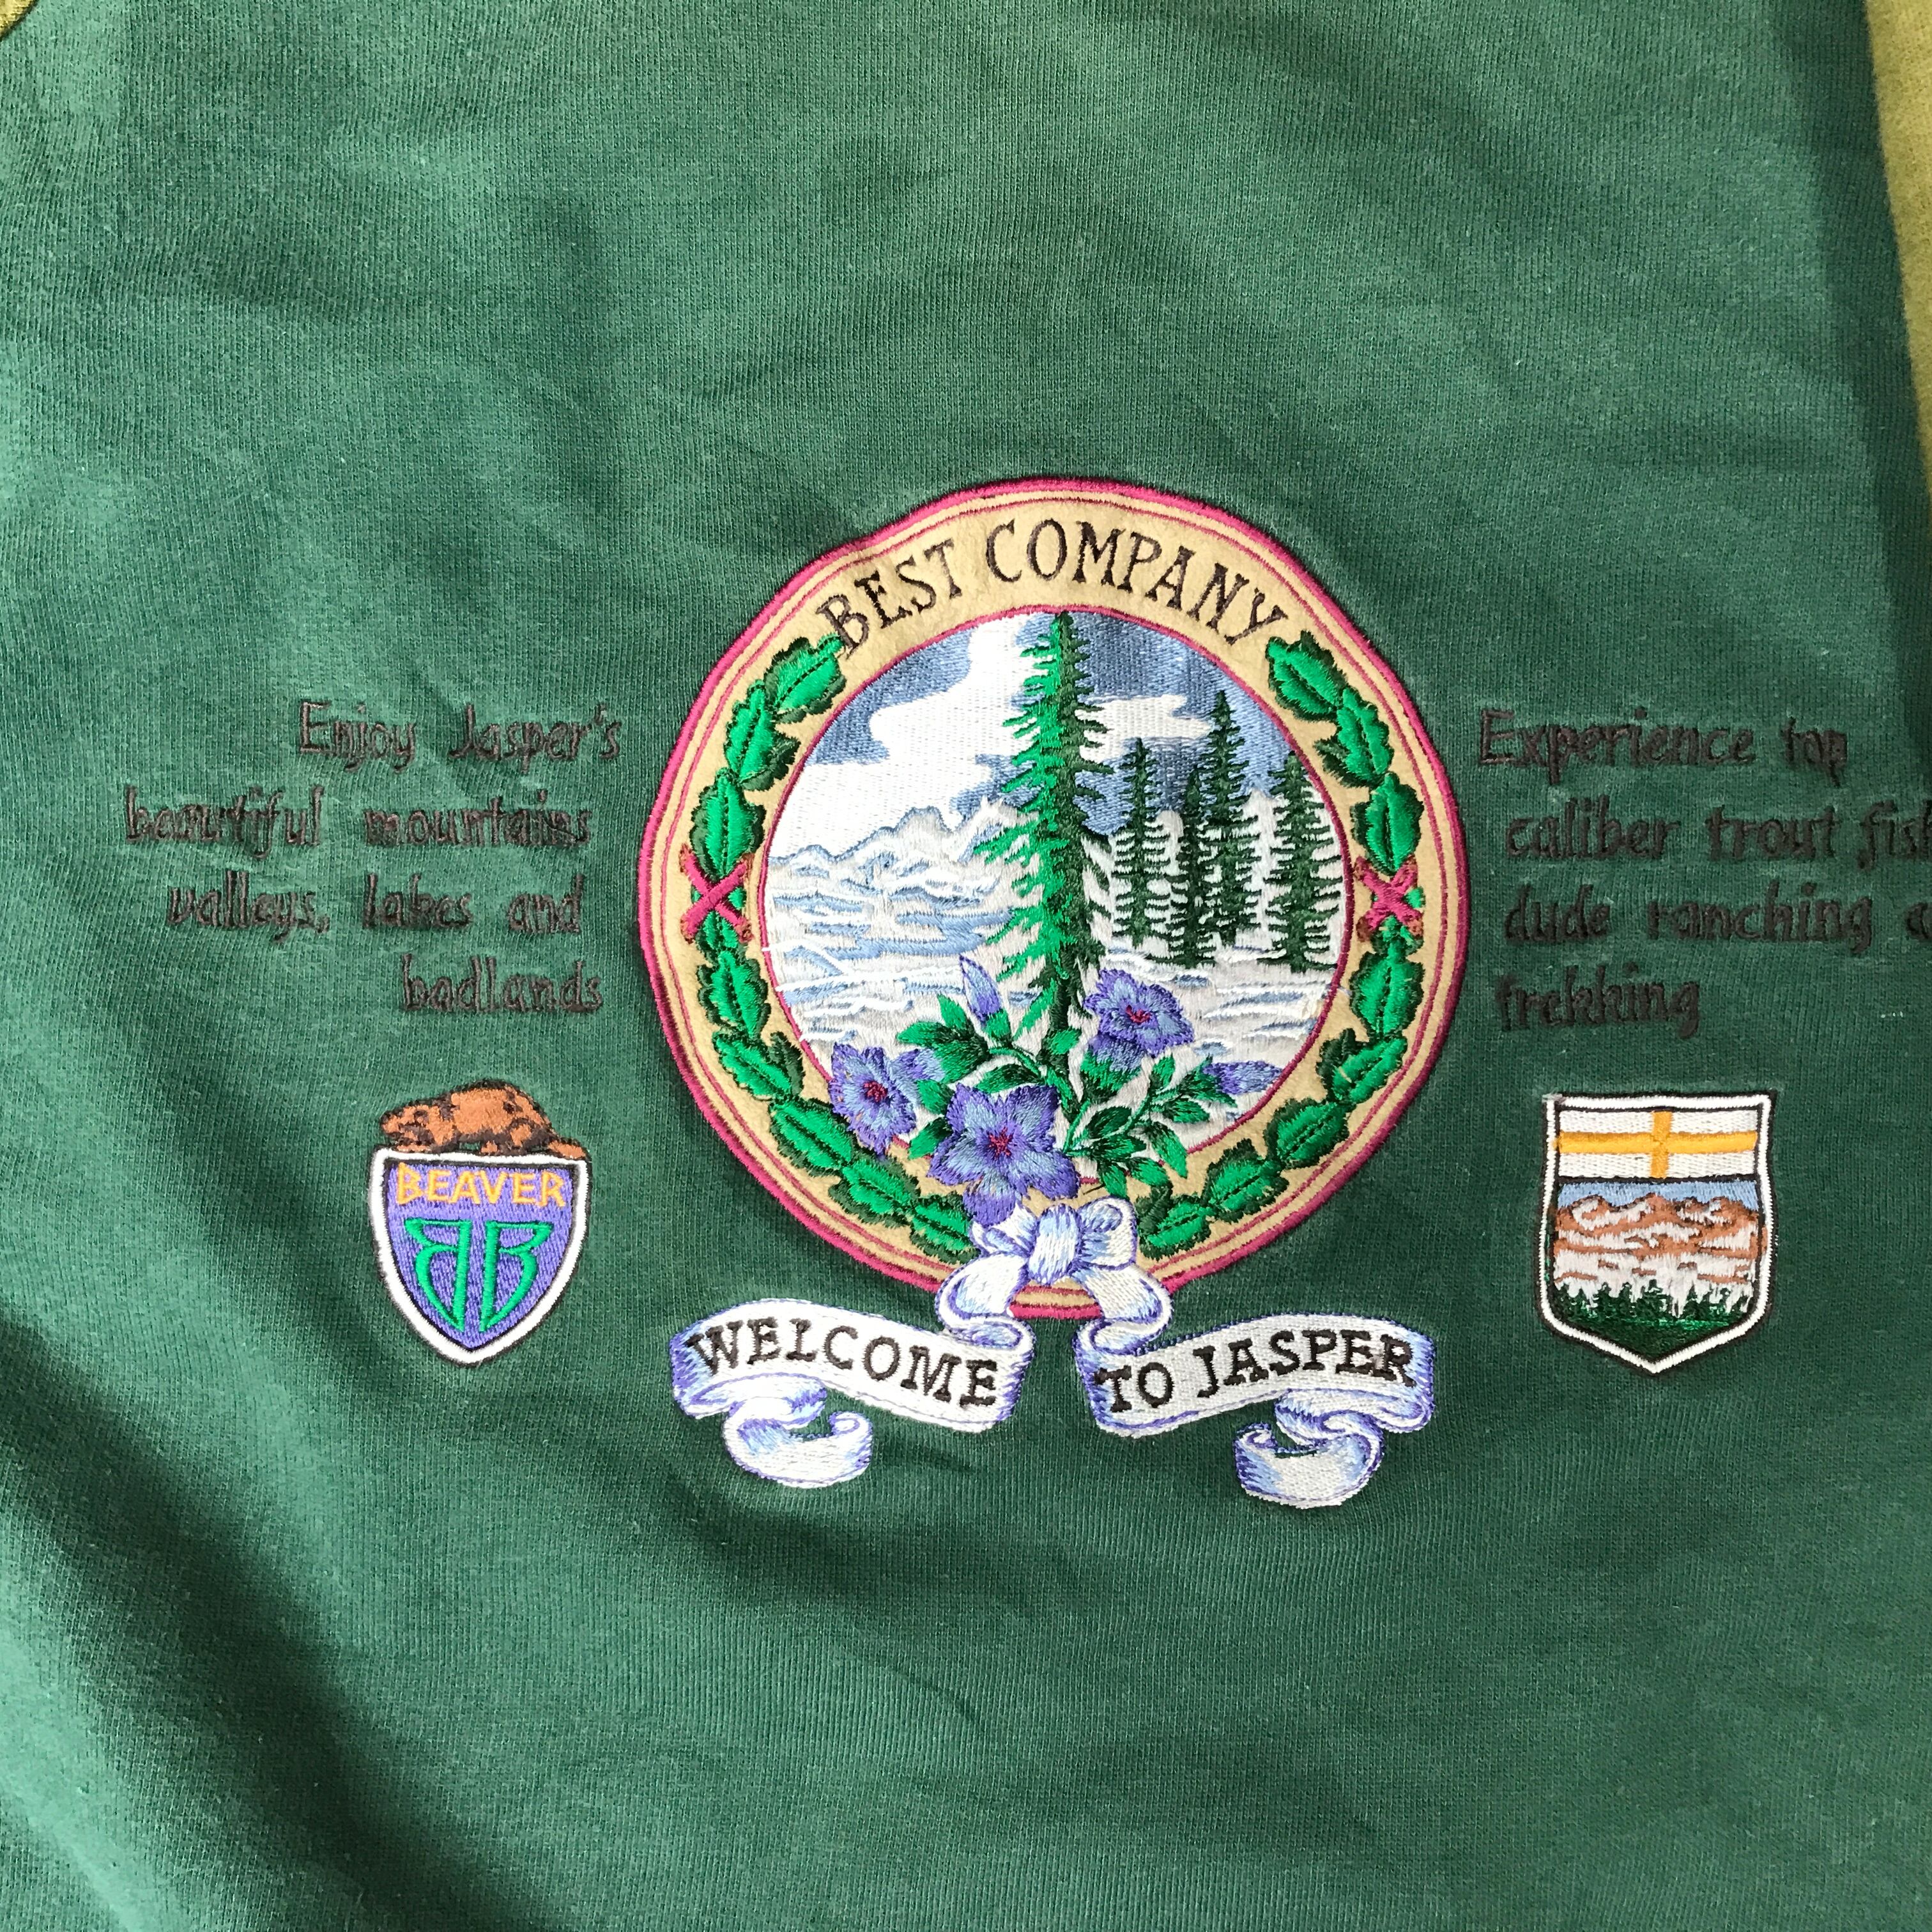 BEST COMPANY
Enjoy Jasper's
beautiful mountains
valleys, lakes and
badlands
Experience top
caliber trout fis
dude ranching
trekking
BEAVER
BB
WELCOME TO JASPER